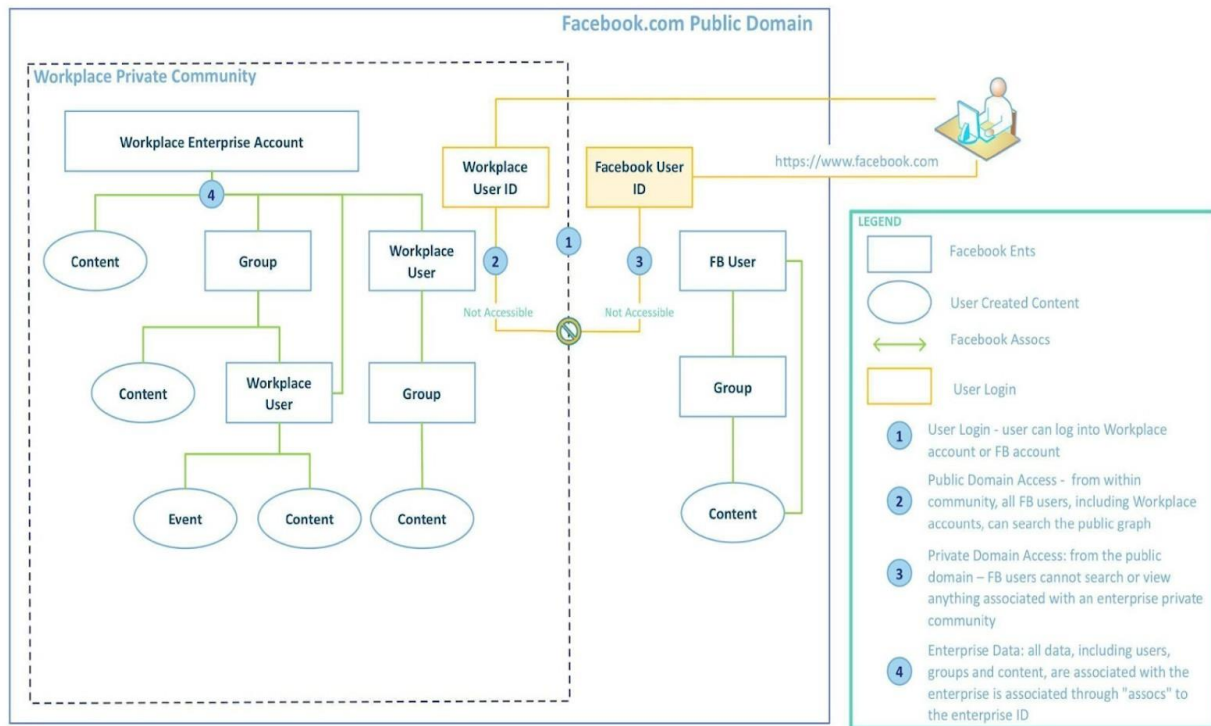 Facebook.com Public Domain
Workplace Private Community
Workplace Enterprise Account
Workplace
User ID
Facebook User
ID
https://www.facebook.com
4
Content
Group
Workplace
User
2
1
3
FB User
Not Accessible
Not Accessible
Content
Workplace
User
Group
Group
Event
Content
Content
Content
LEGEND
Facebook Ents
User Created Content
Facebook Assocs
User Login
1
User Login - user can log into Workplace
account or FB account
2
Public Domain Access - from within
community, all FB users, including Workplace
accounts, can search the public graph
3
Private Domain Access: from the public
domain – FB users cannot search or view
anything associated with an enterprise private
community
4
Enterprise Data: all data, including users,
groups and content, are associated with the
enterprise is associated through "assocs" to
the enterprise ID